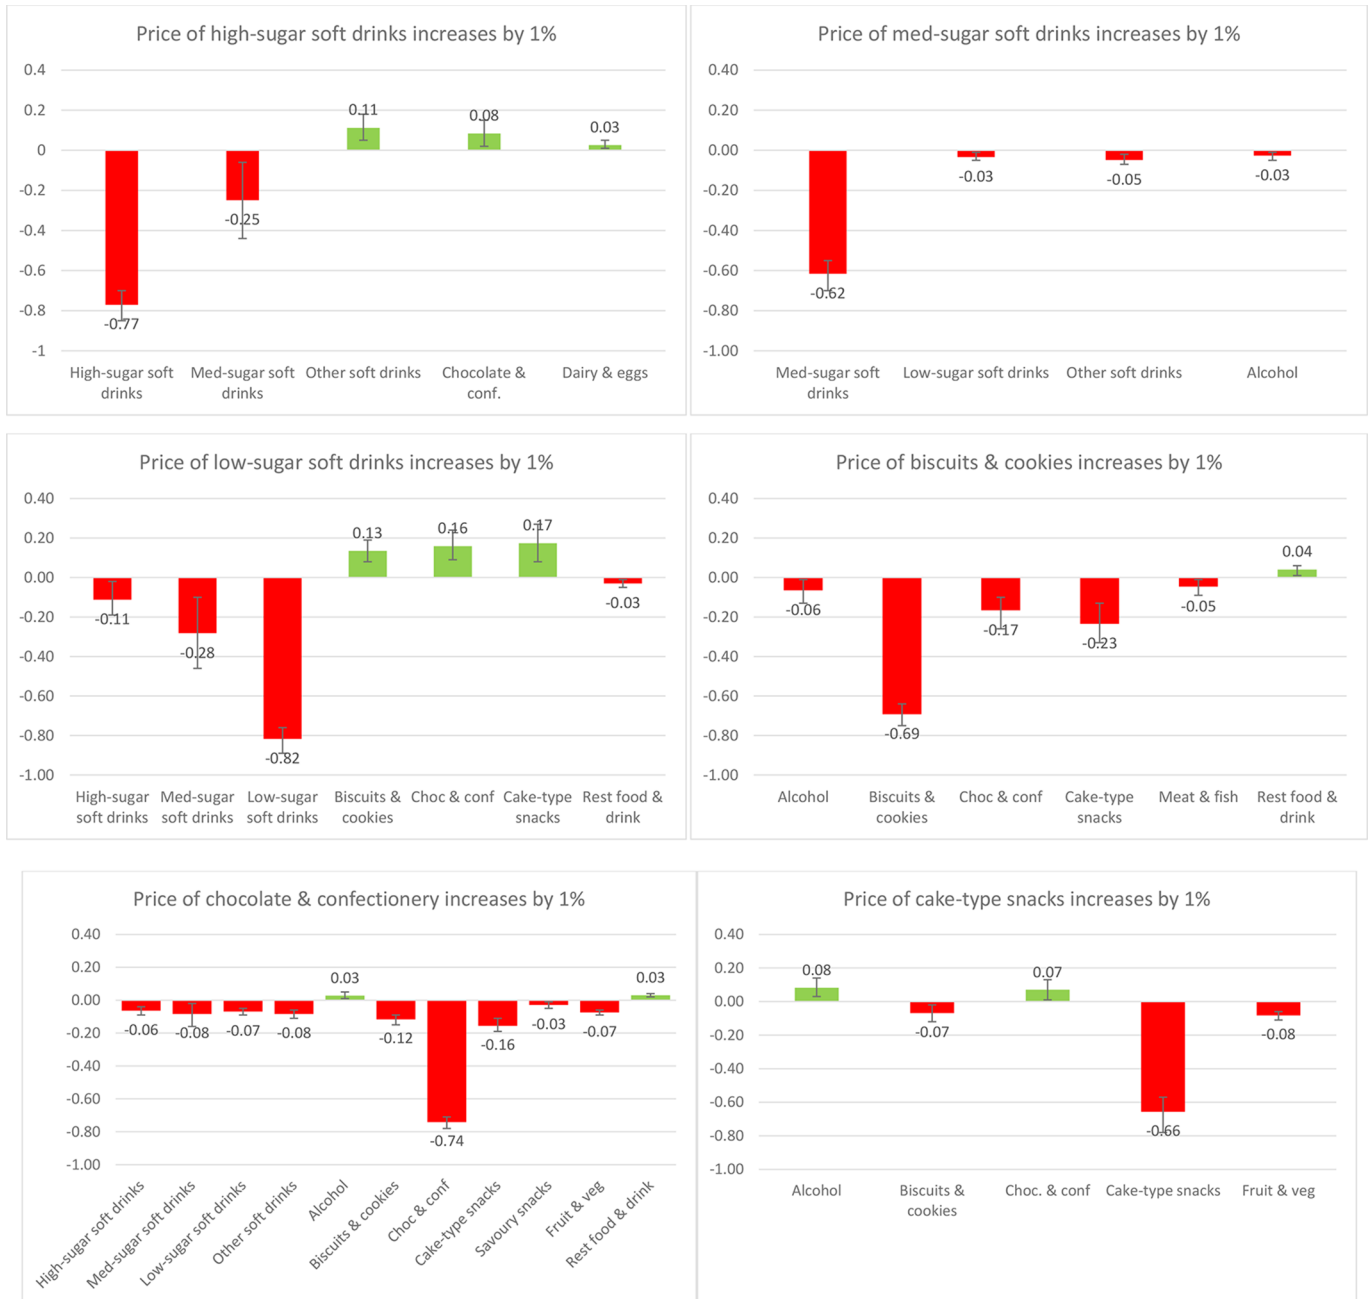 Price of high-sugar soft drinks increases by 1%
0.4
0.2
0
-0.2
-0.4
-0.6
-0.8
-1
0.11
0.08
0.03
-0.25
-0.77
High-sugar soft
drinks
Med-sugar soft
drinks
Other soft drinks
Chocolate &
conf.
Dairy & eggs
Price of med-sugar soft drinks increases by 1%
0.40
0.20
0.00
-0.20
-0.40
-0.60
-0.80
-1.00
-0.62
-0.03
-0.05
-0.03
Med-sugar soft
drinks
Low-sugar soft drinks
Other soft drinks
Alcohol
Price of low-sugar soft drinks increases by 1%
0.40
0.20
0.00
-0.20
-0.40
-0.60
-0.80
-1.00
-0.11
-0.28
-0.82
0.13
0.16
0.17
-0.03
High-sugar
soft drinks
Med-sugar
soft drinks
Low-sugar
soft drinks
Biscuits &
cookies
Choc & conf
Cake-type
snacks
Rest food &
drink
Price of biscuits & cookies increases by 1%
0.40
0.20
0.00
-0.20
-0.40
-0.60
-0.80
-1.00
-0.06
-0.69
-0.17
-0.23
-0.05
0.04
Alcohol
Biscuits &
cookies
Choc & conf
Cake-type
snacks
Meat & fish
Rest food &
drink
Price of chocolate & confectionery increases by 1%
0.40
0.20
0.00
-0.20
-0.40
-0.60
-0.80
-1.00
-0.06
-0.08
-0.07
-0.08
0.03
-0.12
-0.74
-0.16
-0.03
-0.07
0.03
High-sugar soft drinks
Med-sugar soft drinks
Low-sugar soft drinks
Other soft drinks
Alcohol
Biscuits & cookies
Choc & conf
Cake-type snacks
Savoury snacks
Fruit & veg
Rest food & drink
Price of cake-type snacks increases by 1%
0.40
0.20
0.00
-0.20
-0.40
-0.60
-0.80
-1.00
0.08
-0.07
0.07
-0.66
-0.08
Alcohol
Biscuits &
cookies
Choc. & conf
Cake-type snacks
Fruit & veg